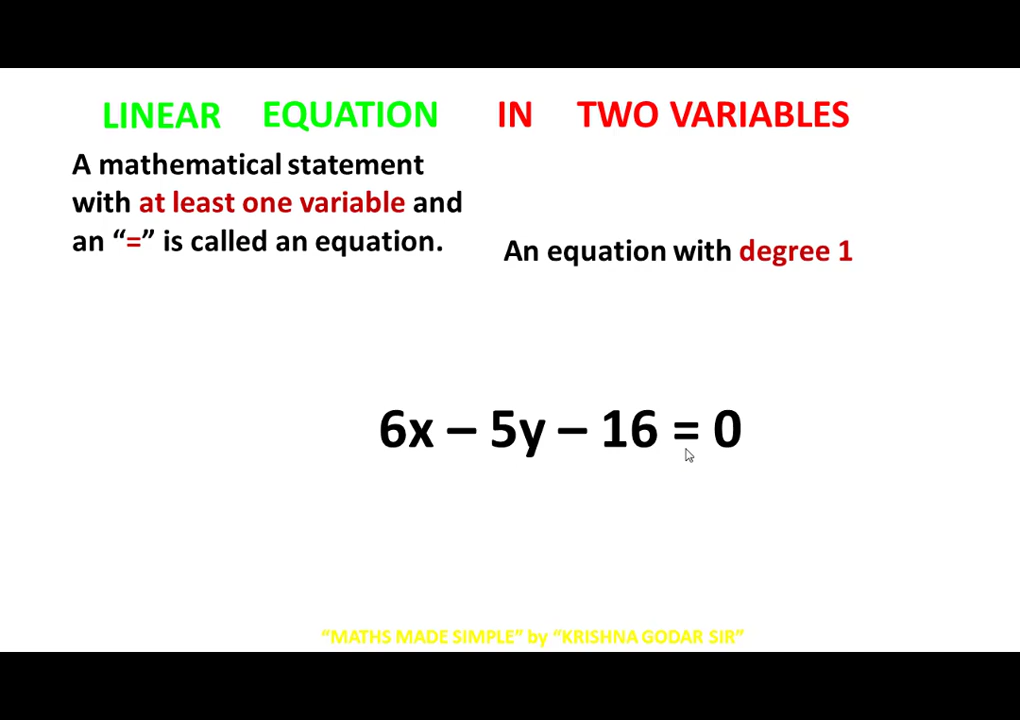 LINEAR EQUATION IN TWO VARIABLES
A mathematical statement
with at least one variable and
an “=” is called an equation.
An equation with degree 1
6x – 5y – 16 = 0
“MATHS MADE SIMPLE” by “KRISHNA GODAR SIR”